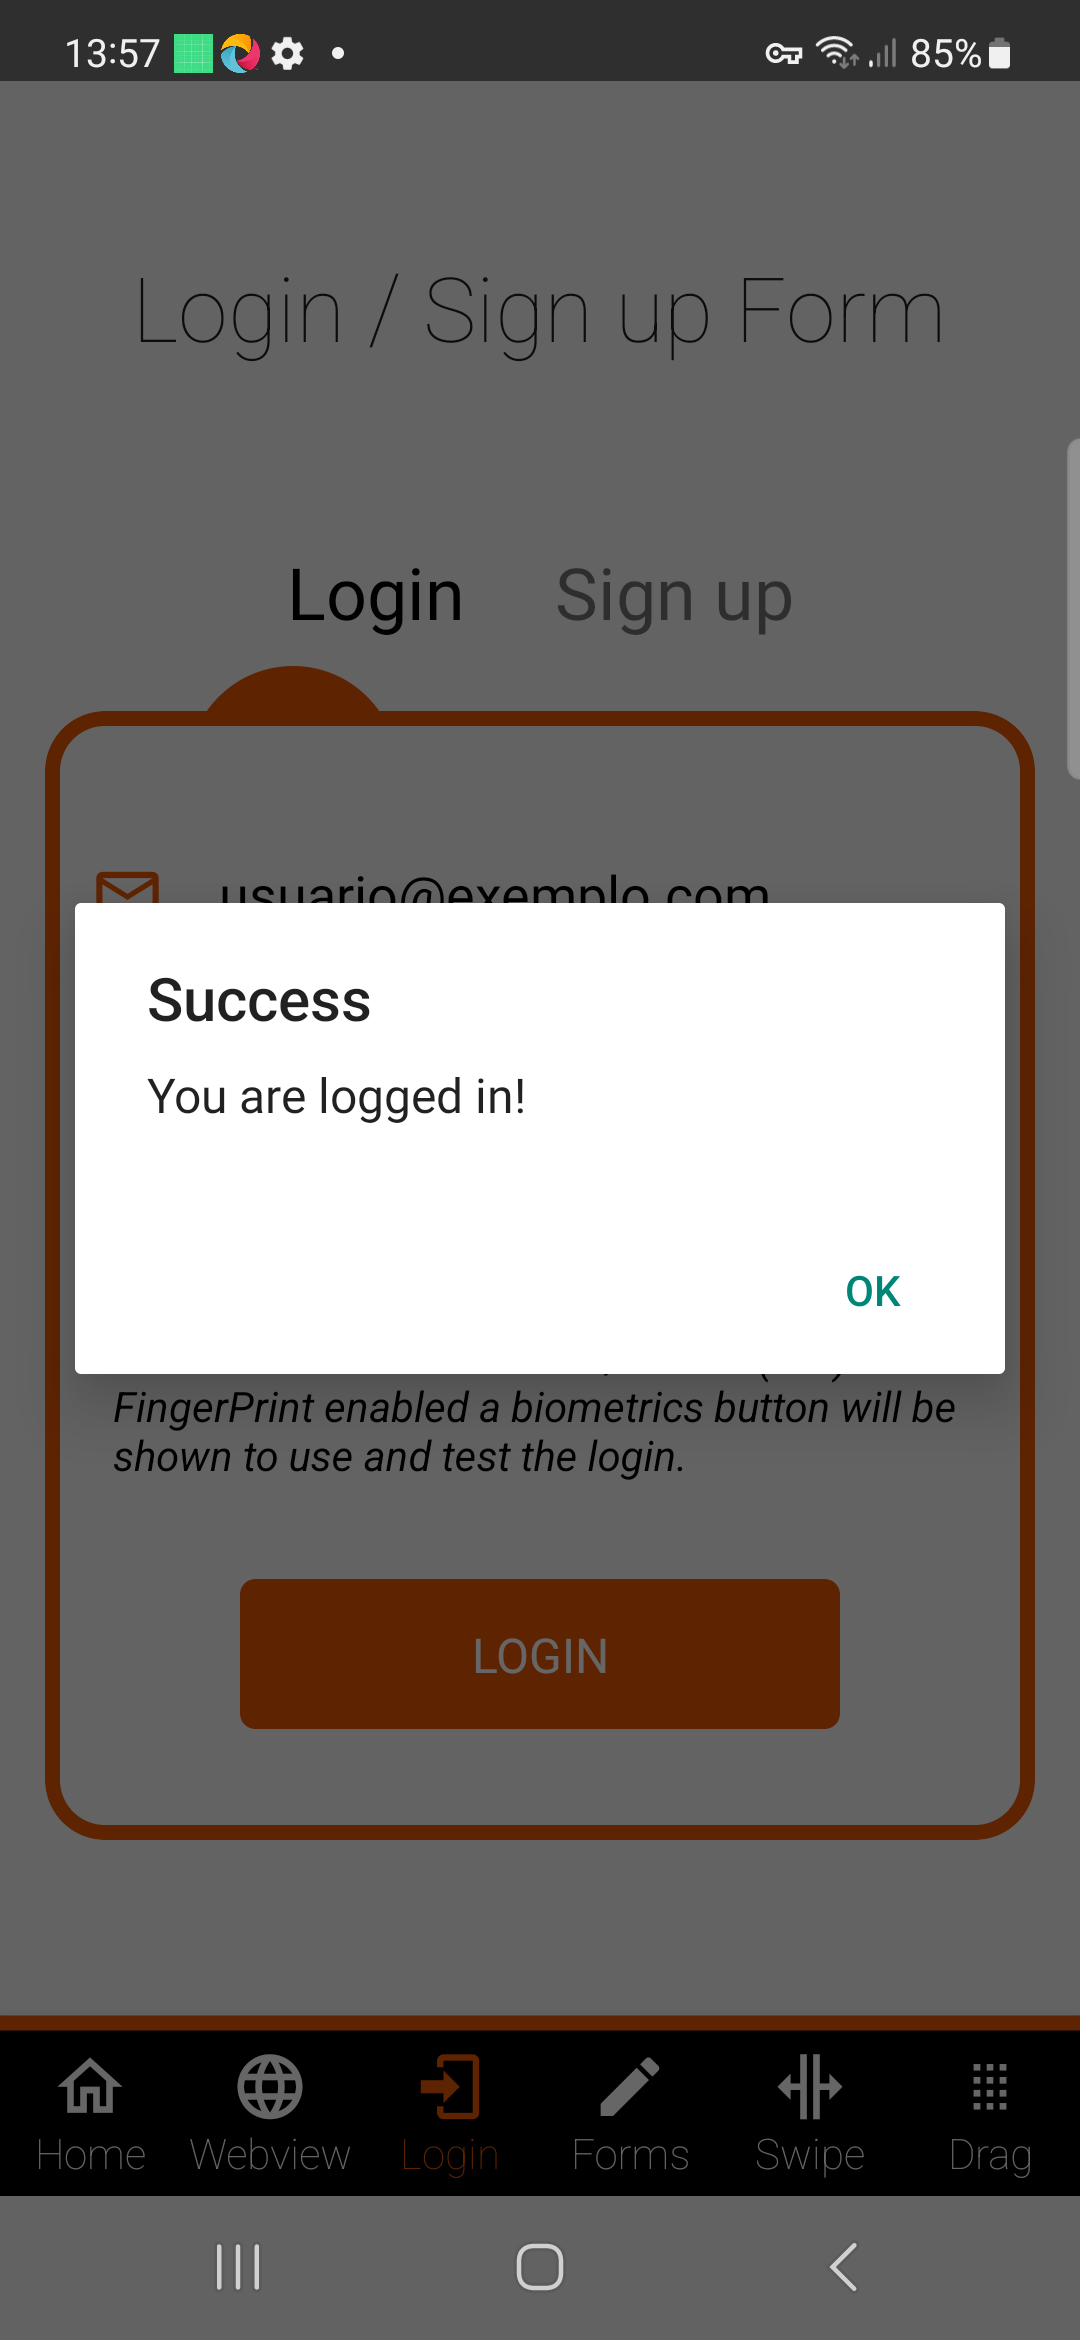 13:57
85%
Login / Sign up Form
Login Sign up
usuario@exemplo.com
Success
You are logged in!
OK
FingerPrint enabled a biometrics button will be
shown to use and test the login.
LOGIN
Home Webview Login Forms Swipe Drag